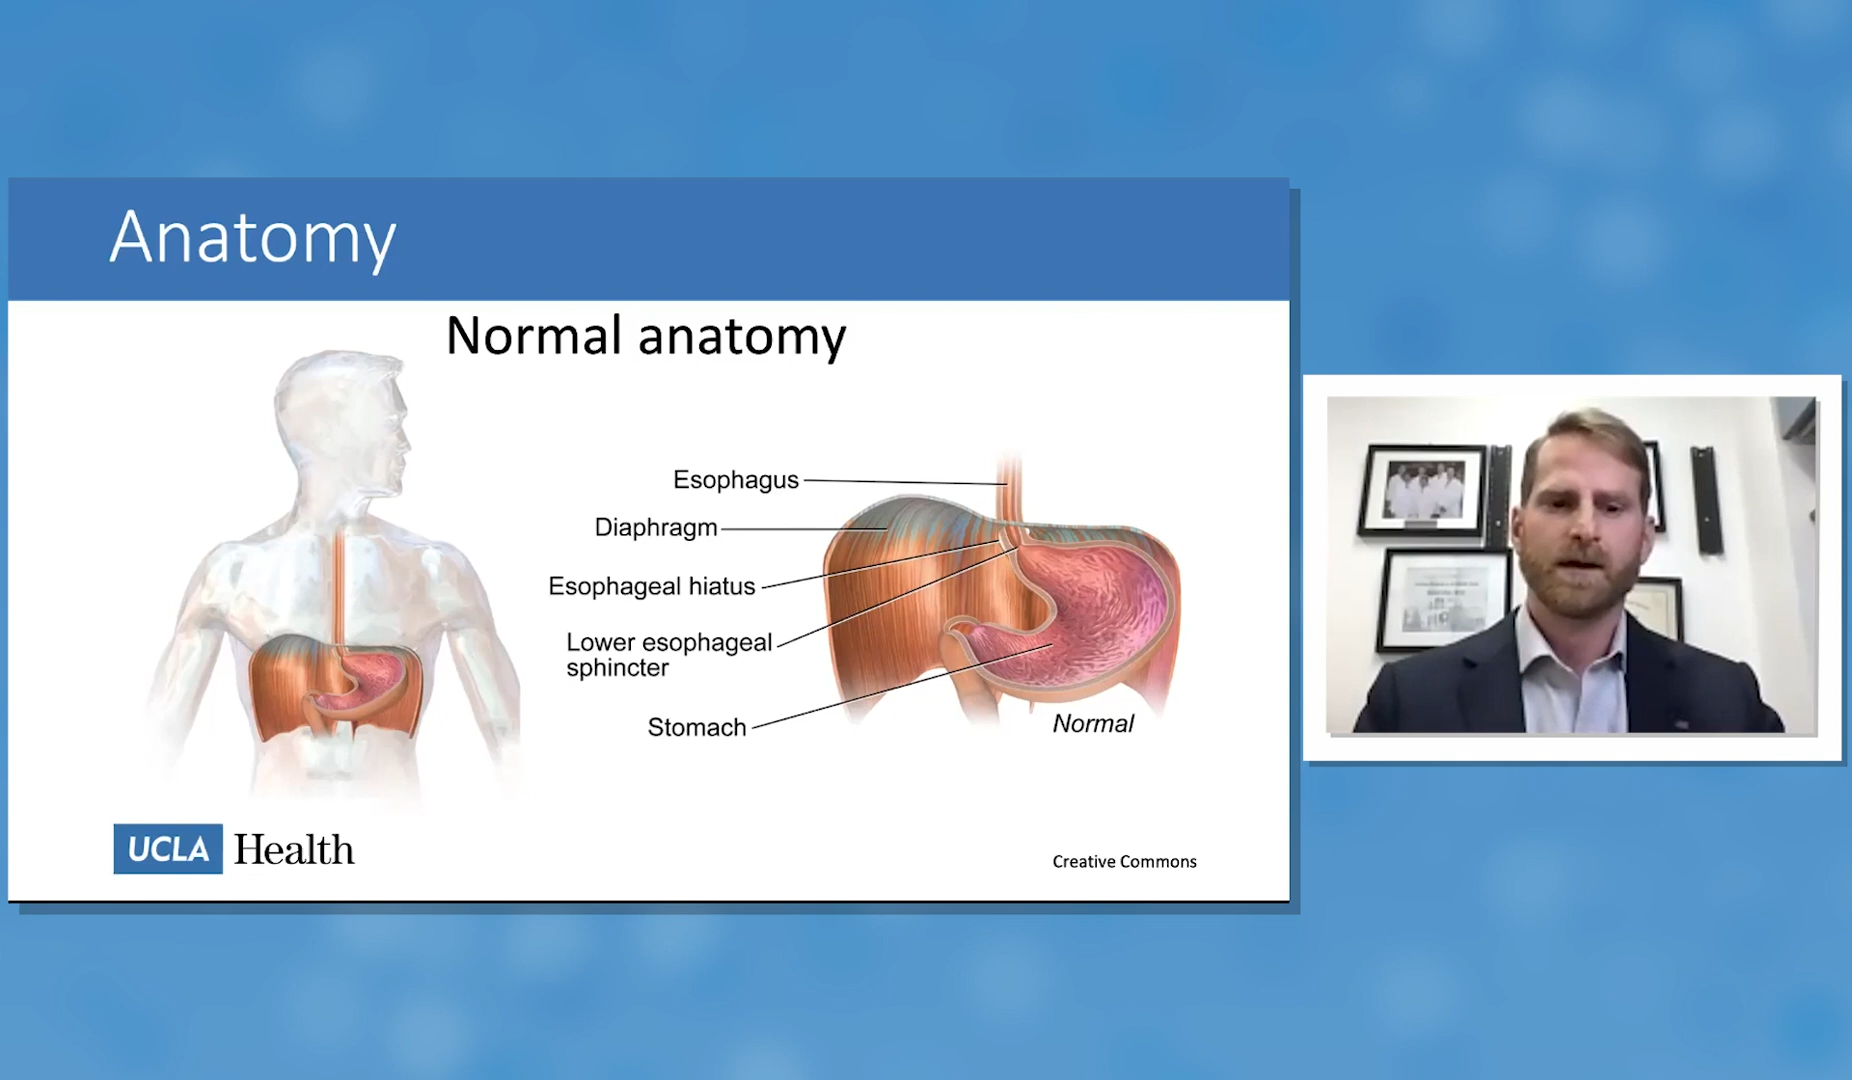 Anatomy
Normal anatomy
Esophagus
Diaphragm
Esophageal hiatus
Lower esophageal
sphincter
Stomach
Normal
UCLA Health
Creative Commons